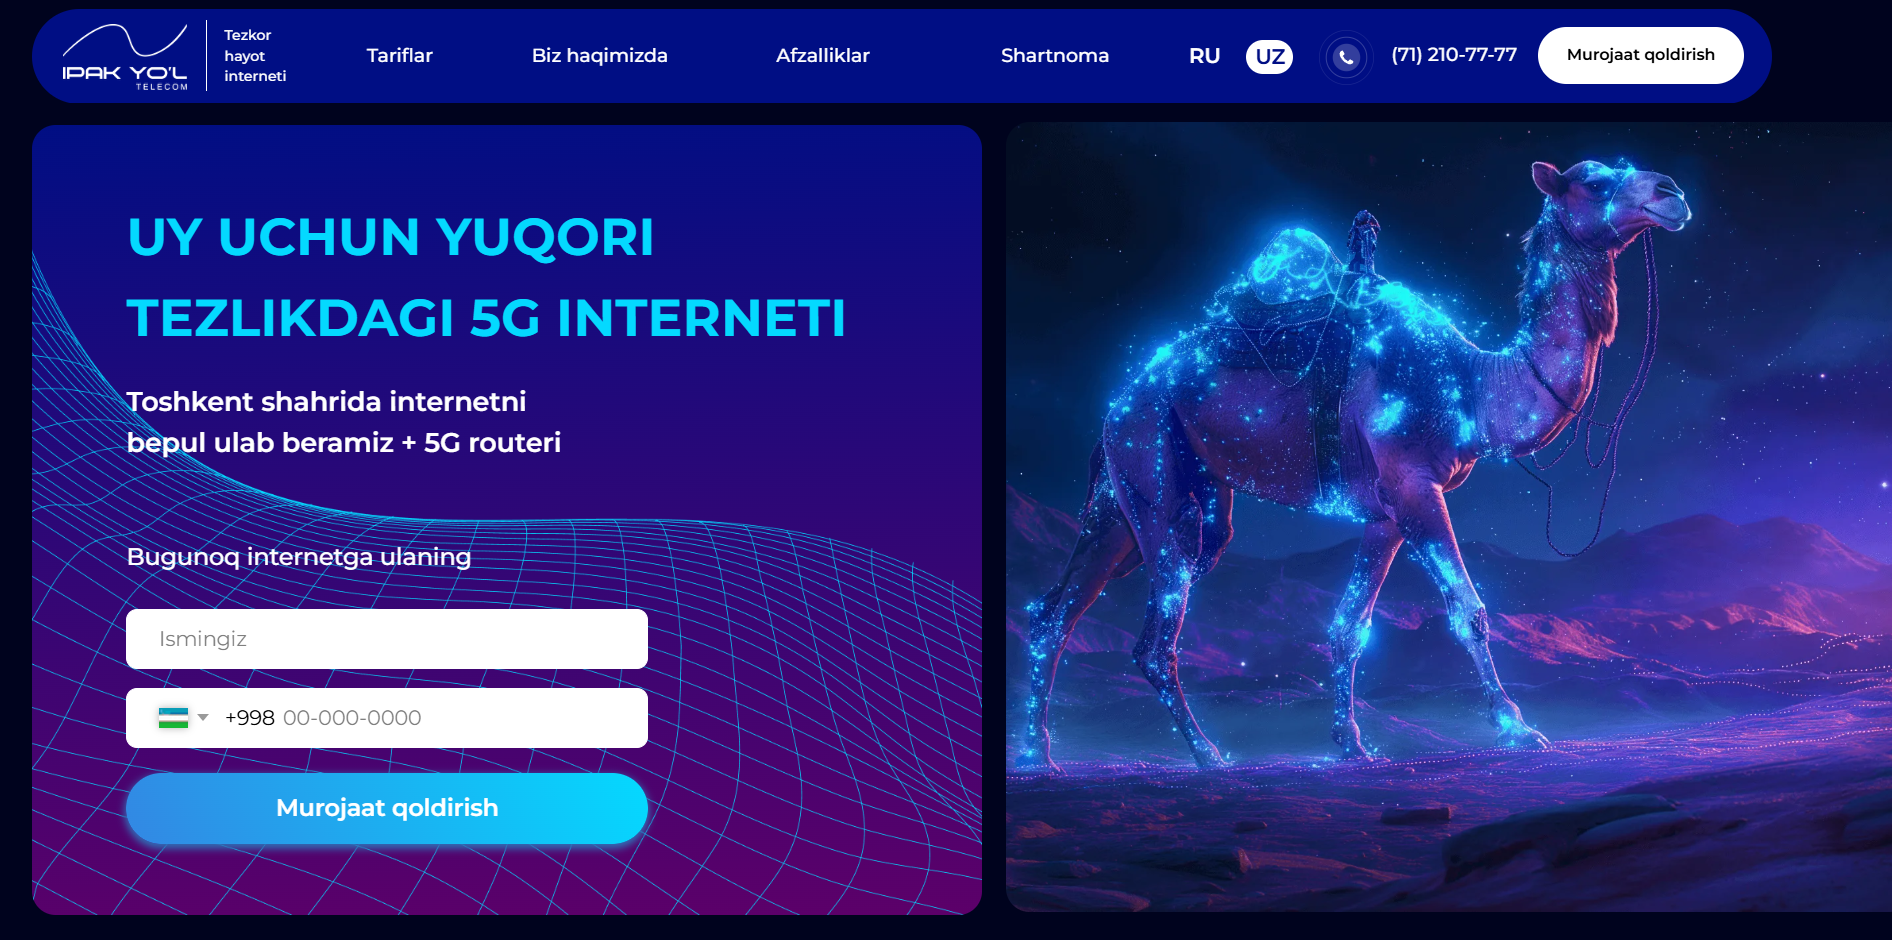 IPAK YO'L
TELECOM
Tezkor
hayot
interneti
Tariflar
Biz haqimizda
Afzalliklar
Shartnoma
RU
UZ
(71) 210-77-77
Murojaat qoldirish
UY UCHUN YUQORI
TEZLIKDAGI 5G INTERNETI
Toshkent shahrida internetni
bepul ulab beramiz + 5G routeri
Bugunoq internetga ulaning
Ismingiz
+998 00-000-0000
Murojaat qoldirish